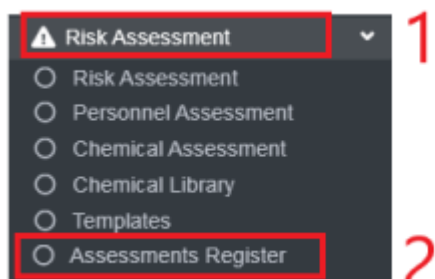 Risk Assessment 1
Risk Assessment
Personnel Assessment
Chemical Assessment
Chemical Library
Templates
Assessments Register 2